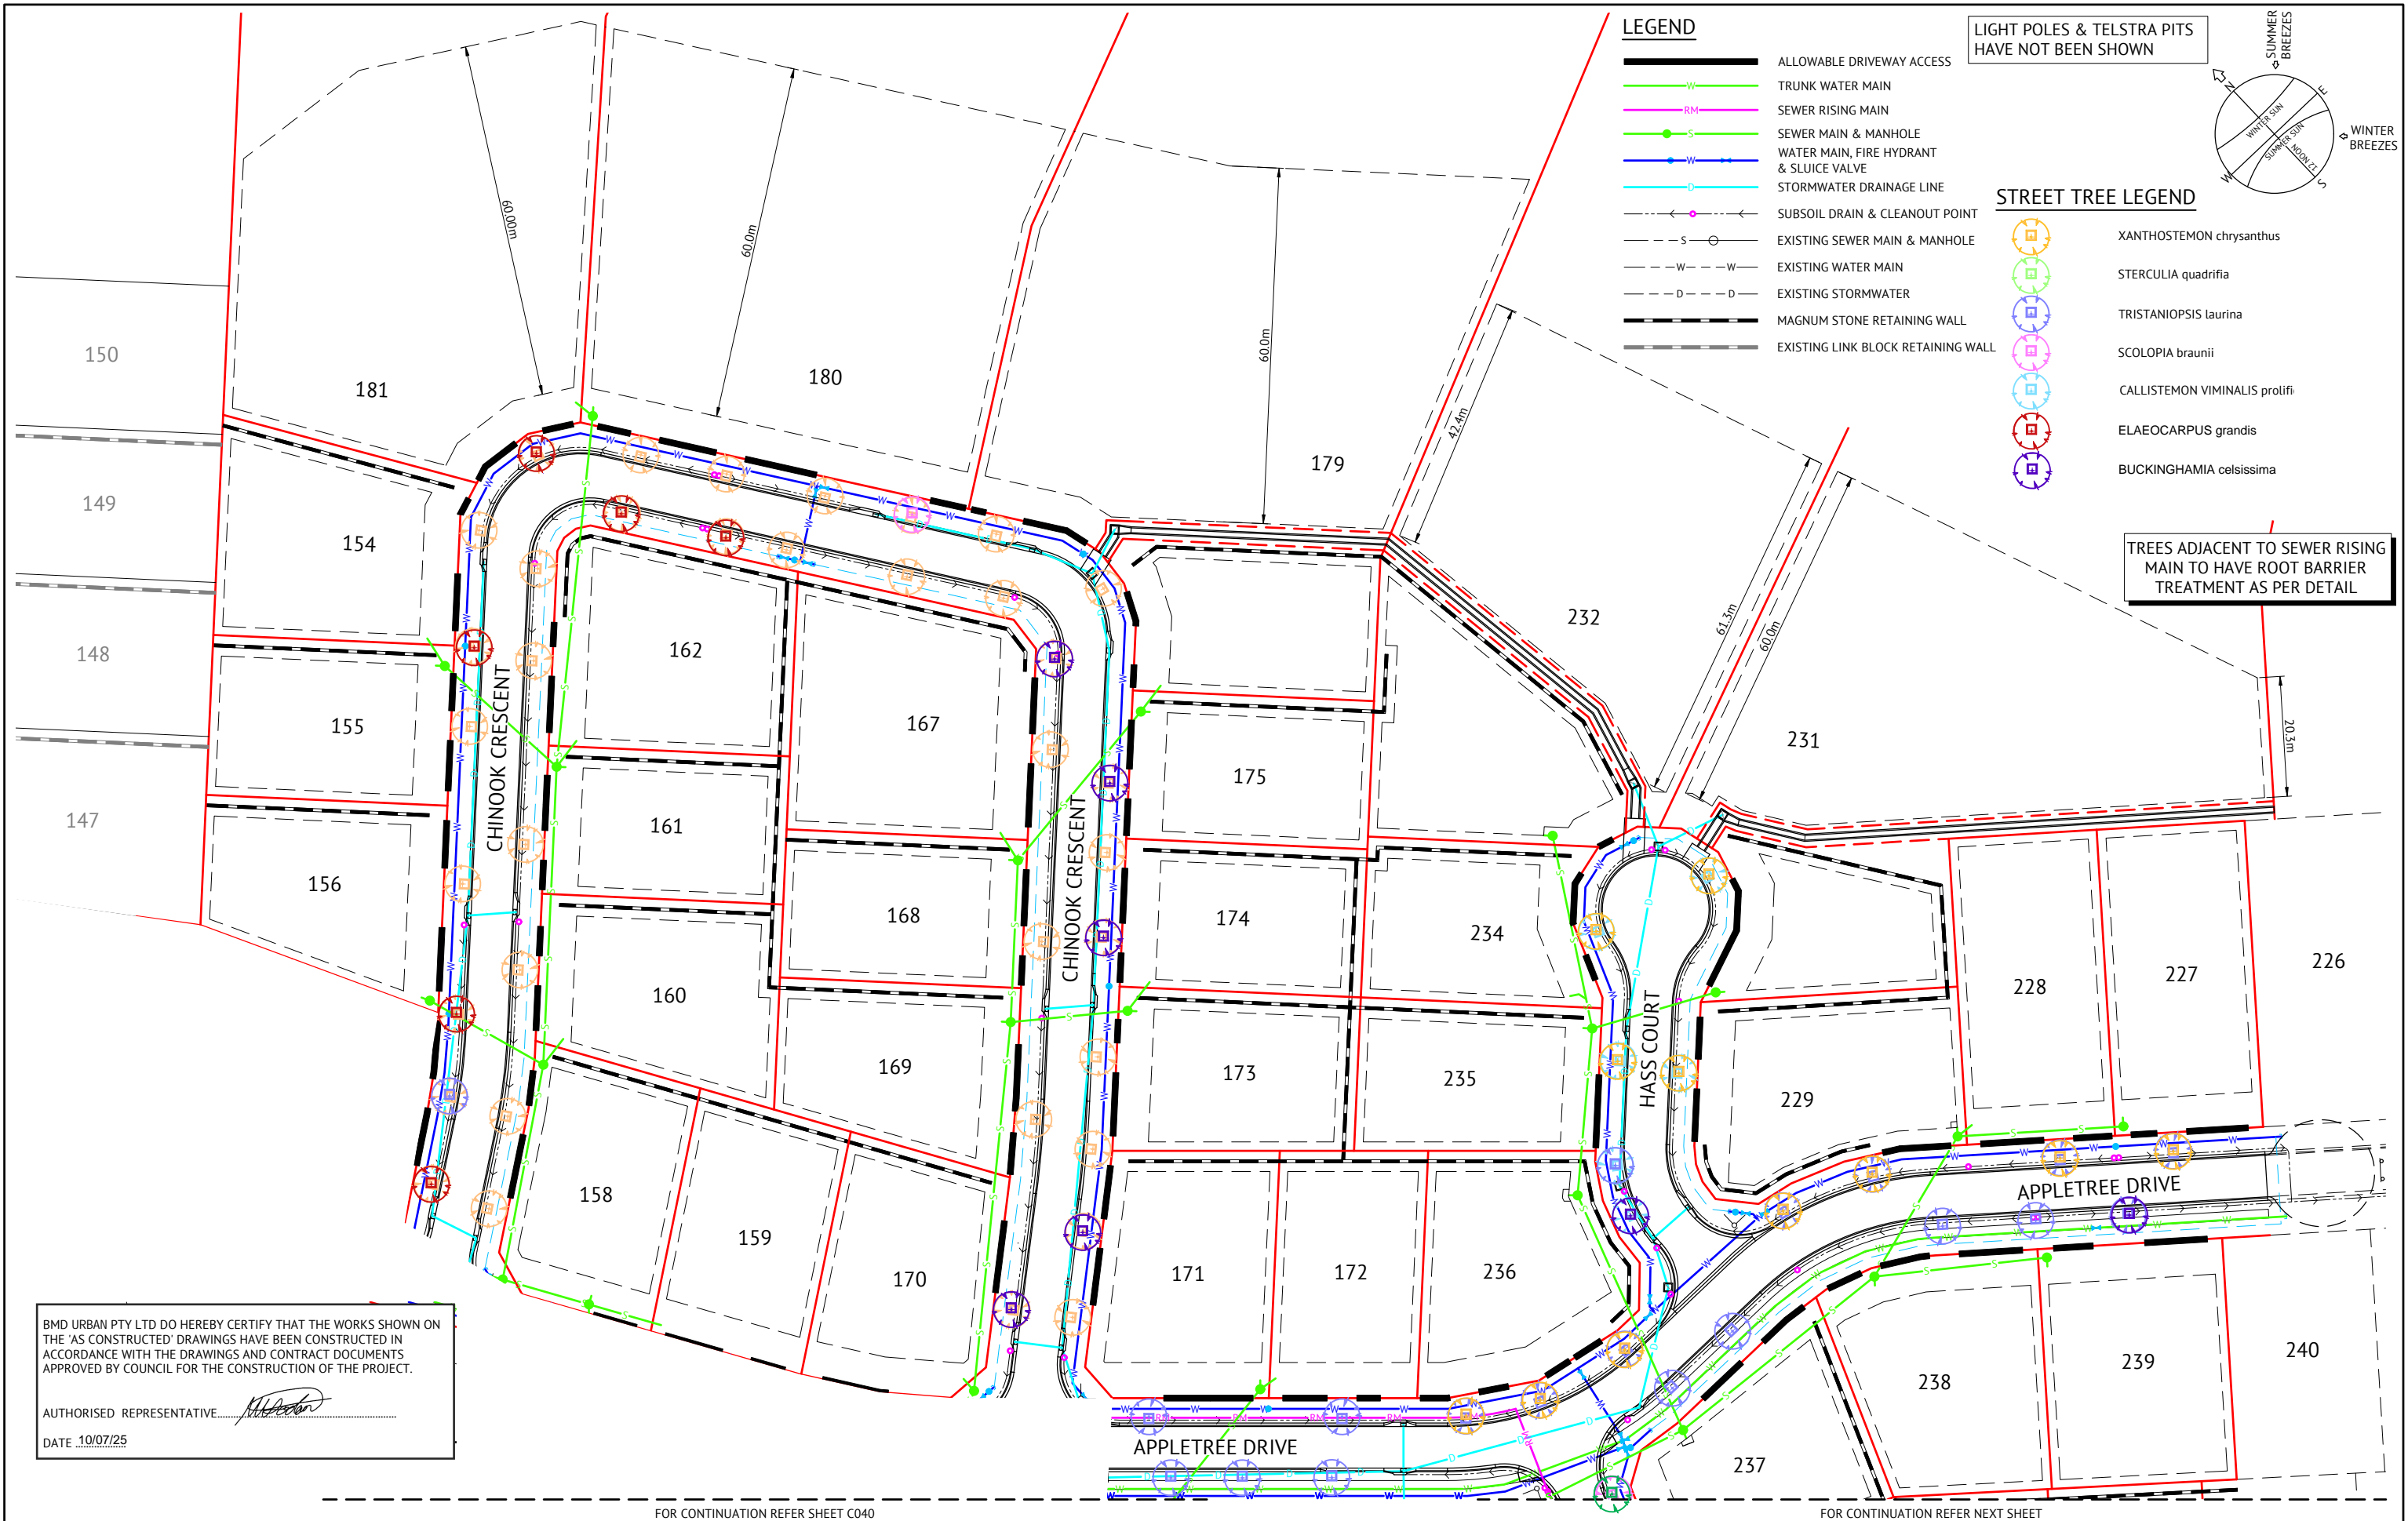 LEGEND
ALLOWABLE DRIVEWAY ACCESS
W
TRUNK WATER MAIN
RM
SEWER RISING MAIN
S
SEWER MAIN & MANHOLE
W
WATER MAIN, FIRE HYDRANT
& SLUICE VALVE
D
STORMWATER DRAINAGE LINE
SUBSOIL DRAIN & CLEANOUT POINT
S
EXISTING SEWER MAIN & MANHOLE
W W
EXISTING WATER MAIN
D D
EXISTING STORMWATER
MAGNUM STONE RETAINING WALL
EXISTING LINK BLOCK RETAINING WALL
LIGHT POLES & TELSTRA PITS
HAVE NOT BEEN SHOWN
SUMMER
BREEZES
WINTER
BREEZES
N
E
S
W
WINTER SUN
SUMMER SUN
12 NOON
STREET TREE LEGEND
XANTHOSTEMON chrysanthus
STERCULIA quadrifia
TRISTANIOPSIS laurina
SCOLOPIA braunii
CALLISTEMON VIMINALIS prolifi
ELAEOCARPUS grandis
BUCKINGHAMIA celsissima
TREES ADJACENT TO SEWER RISING
MAIN TO HAVE ROOT BARRIER
TREATMENT AS PER DETAIL
60.00m
60.0m
60.0m
42.4m
61.3m
60.0m
20.3m
150
149
148
147
181
180
179
154
155
156
162
161
160
167
168
169
158
159
170
175
174
173
171
172
232
231
234
235
236
229
228
227
226
237
238
239
240
CHINOOK CRESCENT
CHINOOK CRESCENT
HASS COURT
APPLETREE DRIVE
APPLETREE DRIVE
BMD URBAN PTY LTD DO HEREBY CERTIFY THAT THE WORKS SHOWN ON
THE 'AS CONSTRUCTED' DRAWINGS HAVE BEEN CONSTRUCTED IN
ACCORDANCE WITH THE DRAWINGS AND CONTRACT DOCUMENTS
APPROVED BY COUNCIL FOR THE CONSTRUCTION OF THE PROJECT.
AUTHORISED REPRESENTATIVE
DATE 10/07/25
FOR CONTINUATION REFER SHEET C040
FOR CONTINUATION REFER NEXT SHEET